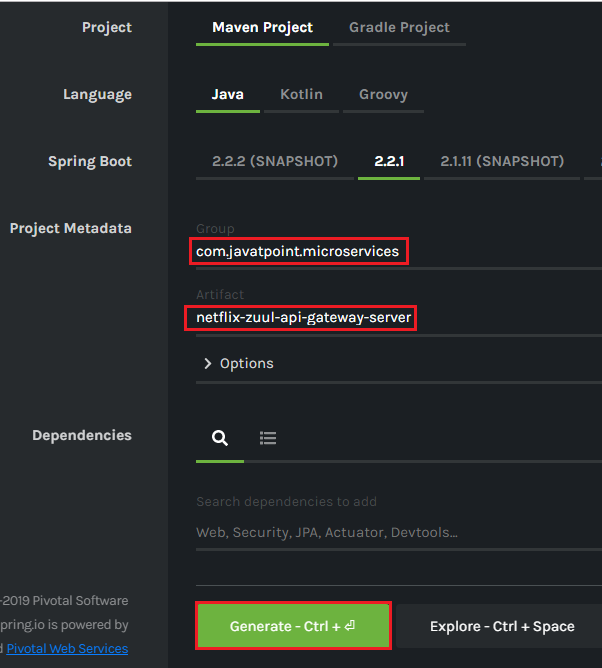 Project
Maven Project Gradle Project
Language
Java Kotlin Groovy
Spring Boot
2.2.2 (SNAPSHOT) 2.2.1 2.1.11 (SNAPSHOT)
Project Metadata
Group
com.javatpoint.microservices
Artifact
netflix-zuul-api-gateway-server
Options
Dependencies
Search dependencies to add
Web, Security, JPA, Actuator, Devtools...
-2019 Pivotal Software
pring.io is powered by
d Pivotal Web Services
Generate - Ctrl + ⏎
Explore - Ctrl + Space